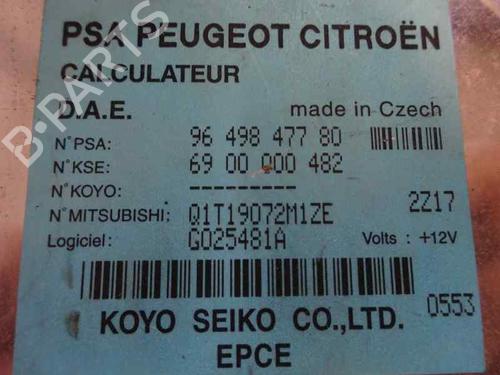 PSA PEUGEOT CITROËN
CALCULATEUR
D.A.E. made in Czech
N°PSA: 96 498 477 80
N°KSE: 69 00 000 482
N°KOYO: ---------
N°MITSUBISHI: Q1T19072M1ZE 2Z17
Logiciel: G025481A Volts : +12V
0553
KOYO SEIKO CO.,LTD.
EPCE
B-PARTS